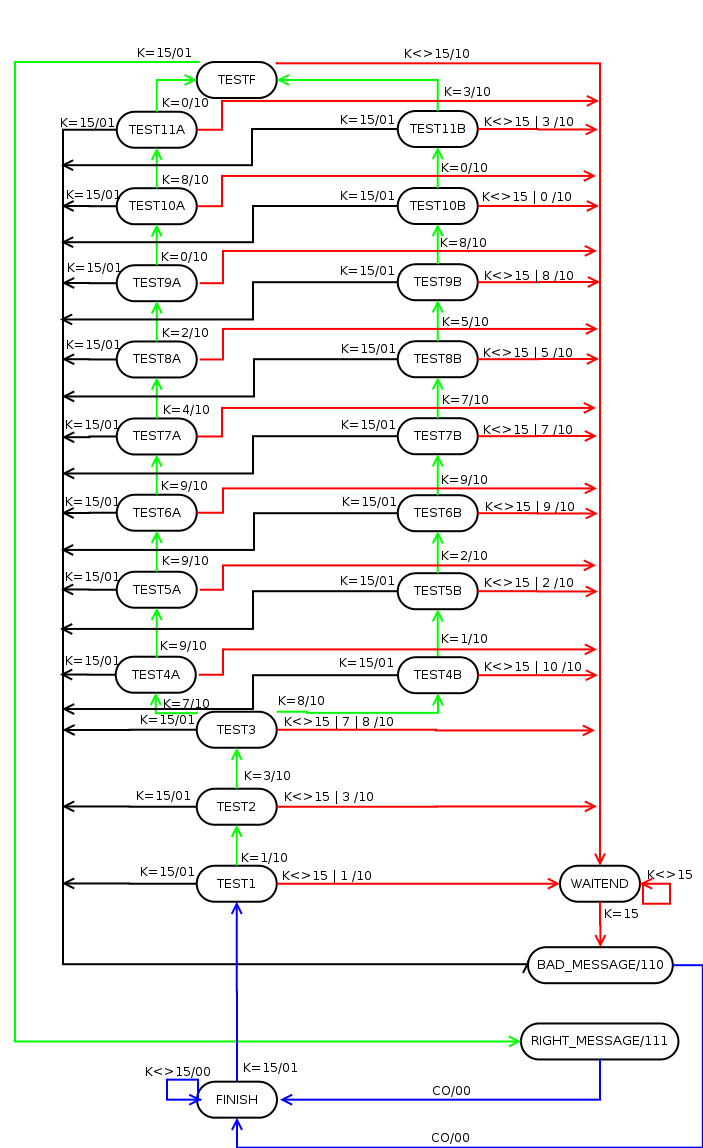 K=15/01
K<>15/10
TESTF
K=3/10
K=0/10
K=15/01
TEST11A
K=15/01
TEST11B
K<>15 | 3 /10
K=8/10
K=0/10
K=15/01
TEST10A
K=15/01
TEST10B
K<>15 | 0 /10
K=0/10
K=8/10
K=15/01
TEST9A
K=15/01
TEST9B
K<>15 | 8 /10
K=2/10
K=5/10
K=15/01
TEST8A
K=15/01
TEST8B
K<>15 | 5 /10
K=4/10
K=7/10
K=15/01
TEST7A
K=15/01
TEST7B
K<>15 | 7 /10
K=9/10
K=9/10
K=15/01
TEST6A
K=15/01
TEST6B
K<>15 | 9 /10
K=9/10
K=2/10
K=15/01
TEST5A
K=15/01
TEST5B
K<>15 | 2 /10
K=9/10
K=1/10
K=15/01
TEST4A
K=15/01
TEST4B
K<>15 | 10 /10
K=7/10
K=8/10
K=15/01
TEST3
K<>15 | 7 | 8 /10
K=3/10
K=15/01
TEST2
K<>15 | 3 /10
K=1/10
K=15/01
TEST1
K<>15 | 1 /10
WAITEND
K<>15
K=15
BAD_MESSAGE/110
RIGHT_MESSAGE/111
K=15/01
K<>15/00
FINISH
CO/00
CO/00